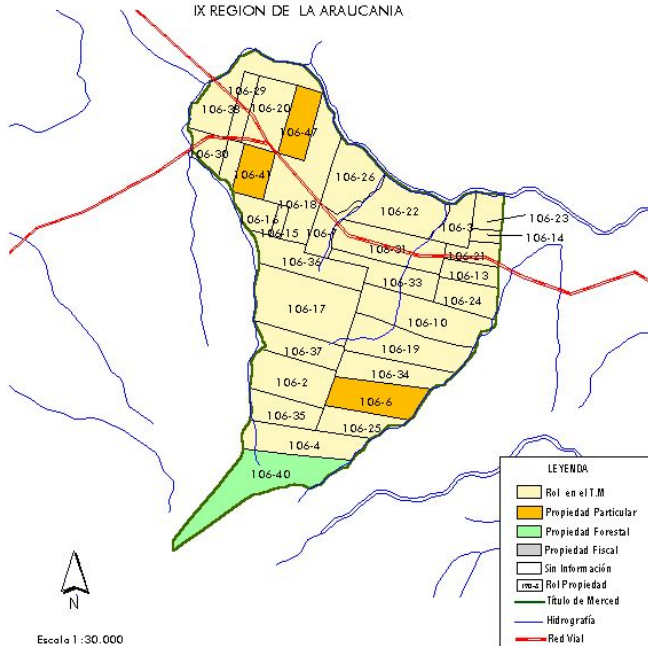 IX REGION DE LA ARAUCANIA
106-29
106-38
106-20
106-47
106-30
106-41
106-26
106-18
106-16
106-15
106-7
106-22
106-3
106-23
106-14
106-31
106-21
106-36
106-33
106-13
106-24
106-17
106-10
106-37
106-19
106-34
106-2
106-6
106-35
106-25
106-4
106-40
LEYENDA
Rol en el T.M
Propiedad Particular
Propiedad Forestal
Propiedad Fiscal
Sin Información
Rol Propiedad
Título de Merced
Hidrografía
Red Vial
N
Escala 1:30.000